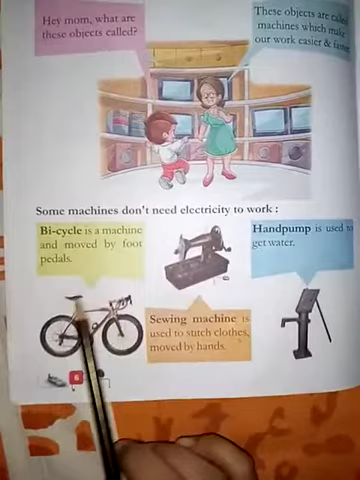 Hey mom, what are
these objects called?
These objects are called
machines which make
our work easier & faster
Some machines don't need electricity to work :
Bi-cycle is a machine
and moved by foot
pedals.
Handpump is used to
get water.
Sewing machine is
used to stitch clothes,
moved by hands.
6